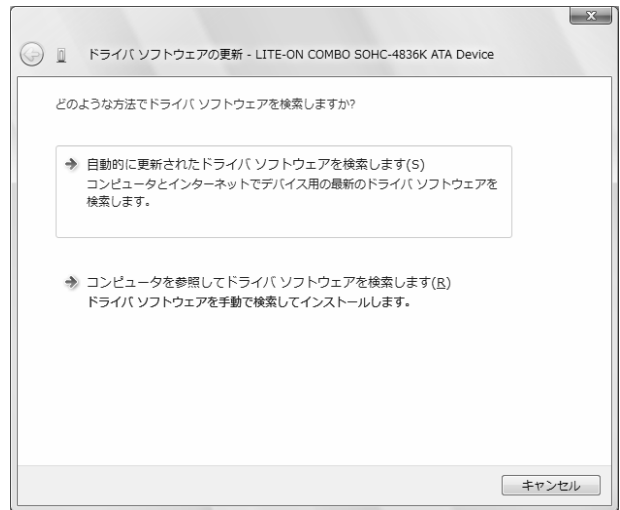 ドライバ ソフトウェアの更新 - LITE-ON COMBO SOHC-4836K ATA Device
どのような方法でドライバ ソフトウェアを検索しますか?
自動的に更新されたドライバ ソフトウェアを検索します(S)
コンピュータとインターネットでデバイス用の最新のドライバ ソフトウェアを
検索します。
コンピュータを参照してドライバ ソフトウェアを検索します(R)
ドライバ ソフトウェアを手動で検索してインストールします。
キャンセル